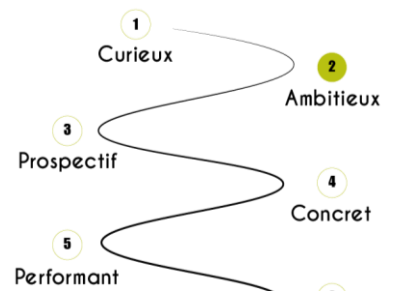 1
Curieux
2
Ambitieux
3
Prospectif
4
Concret
5
Performant